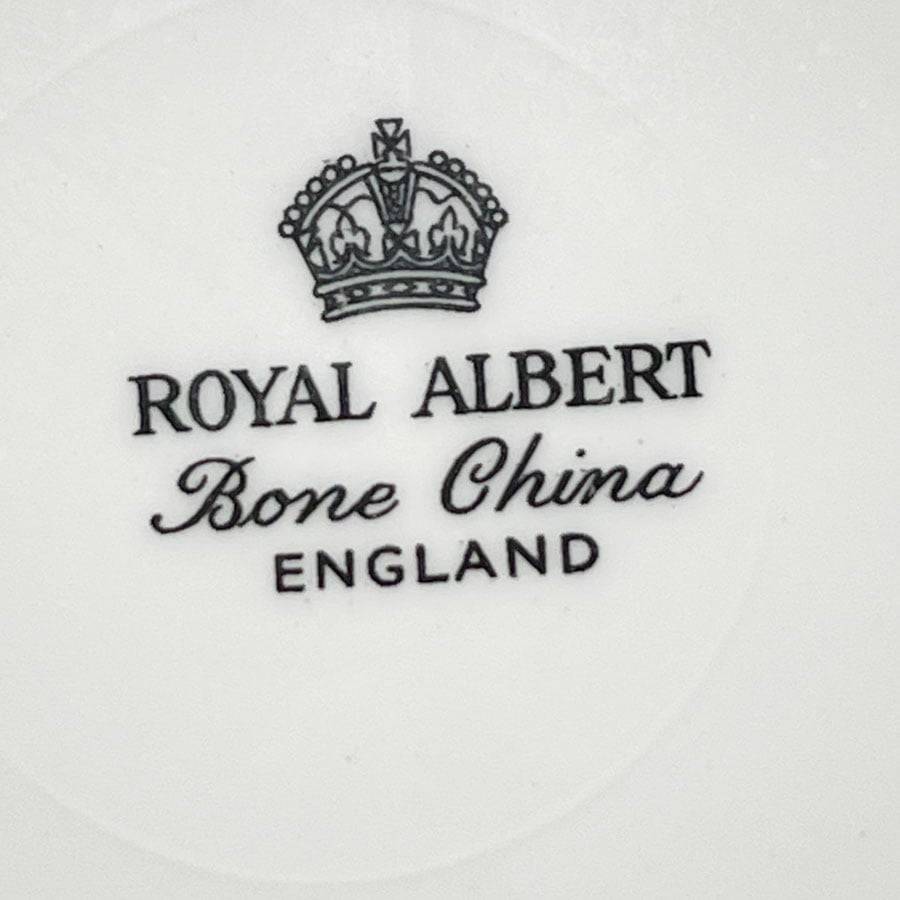 ROYAL ALBERT
Bone China
ENGLAND